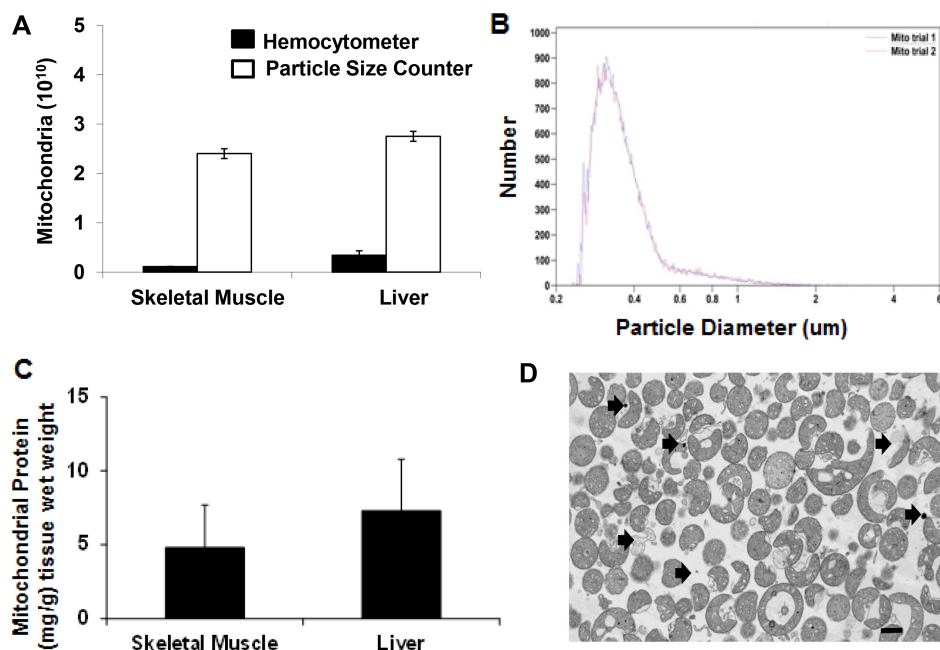 A
Mitochondria (10¹⁰)
5
4
3
2
1
0
Hemocytometer
Particle Size Counter
Skeletal Muscle
Liver
B
Number
1000
900
800
700
600
500
400
300
200
100
0
Mito trial 1
Mito trial 2
0.2
0.4
0.6
0.8
1
2
4
6
Particle Diameter (um)
C
Mitochondrial Protein
(mg/g) tissue wet weight
15
10
5
0
Skeletal Muscle
Liver
D